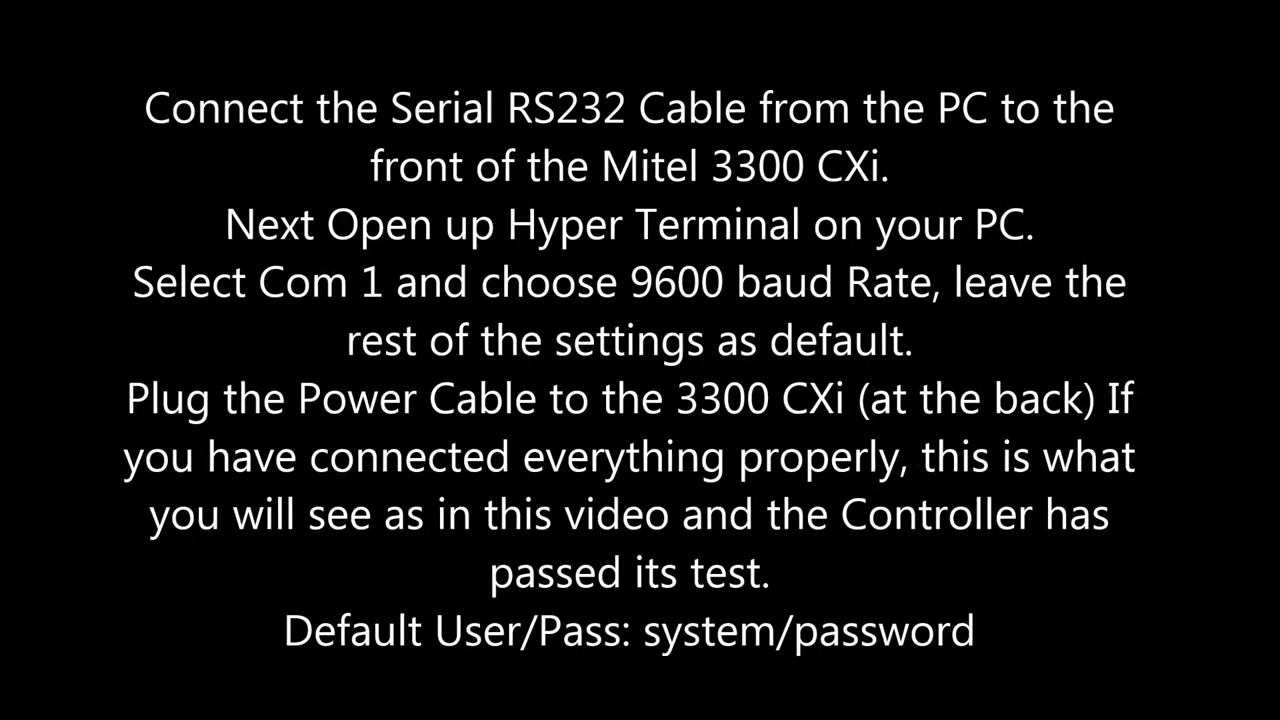 Connect the Serial RS232 Cable from the PC to the
front of the Mitel 3300 CXi.
Next Open up Hyper Terminal on your PC.
Select Com 1 and choose 9600 baud Rate, leave the
rest of the settings as default.
Plug the Power Cable to the 3300 CXi (at the back) If
you have connected everything properly, this is what
you will see as in this video and the Controller has
passed its test.
Default User/Pass: system/password